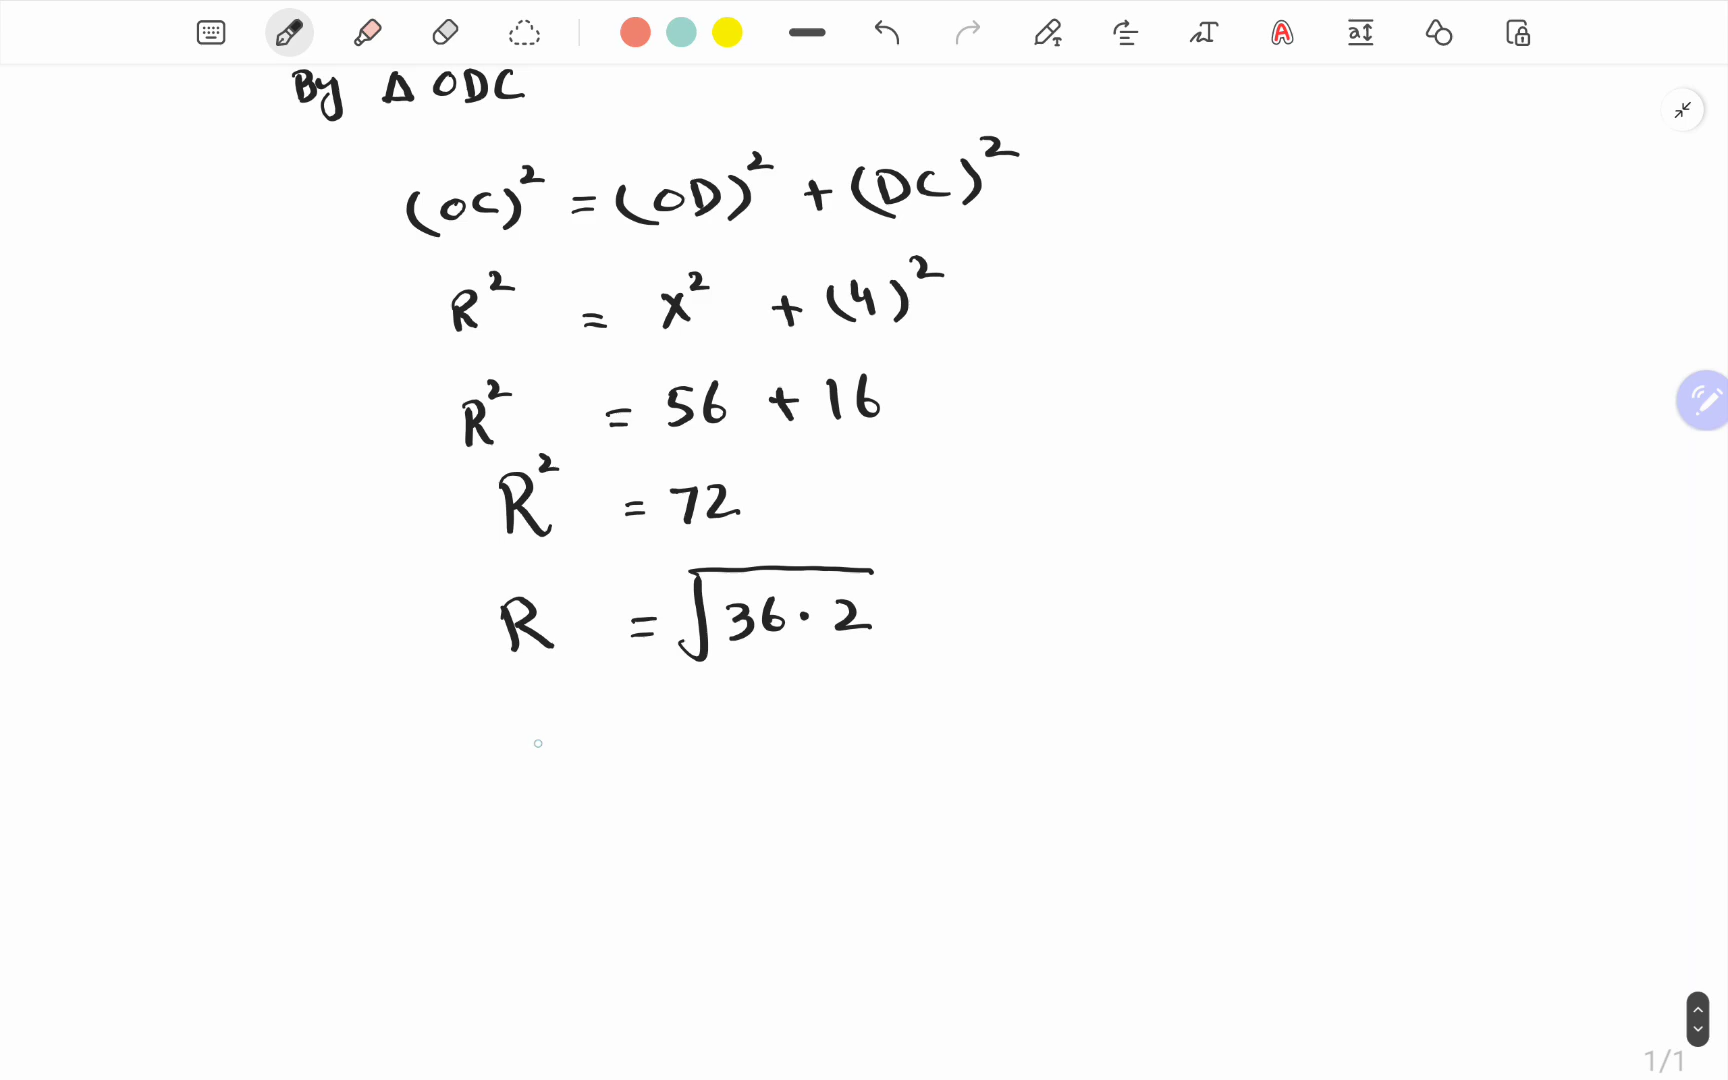 By Δ ODC
(OC)² = (OD)² + (DC)²
R² = x² + (4)²
R² = 56 + 16
R² = 72
R = √36·2
1/1